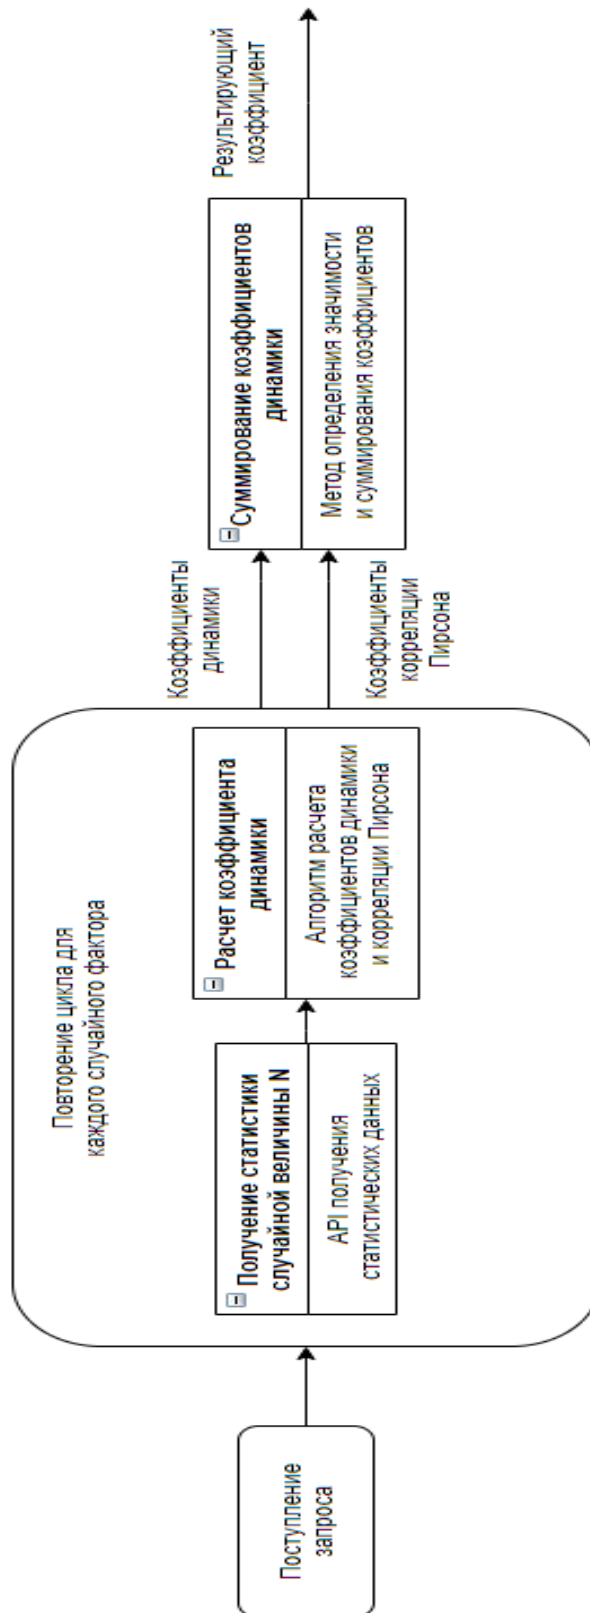 Поступление
запроса
Повторение цикла для
каждого случайного фактора
Получение статистики
случайной величины N
API получения
статистических данных
Расчет коэффициента
динамики
Алгоритм расчета
коэффициентов динамики
и корреляции Пирсона
Коэффициенты
динамики
Коэффициенты
корреляции
Пирсона
Суммирование коэффициентов
динамики
Метод определения значимости
и суммирования коэффициентов
Результирующий
коэффициент